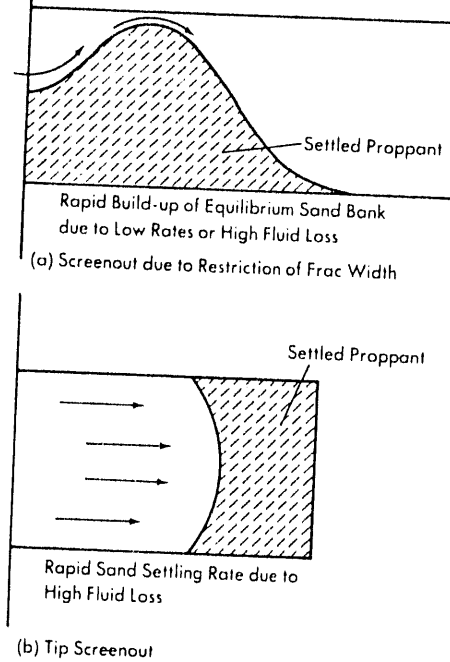 Settled Proppant
Rapid Build-up of Equilibrium Sand Bank
due to Low Rates or High Fluid Loss
(a) Screenout due to Restriction of Frac Width
Settled Proppant
Rapid Sand Settling Rate due to
High Fluid Loss
(b) Tip Screenout